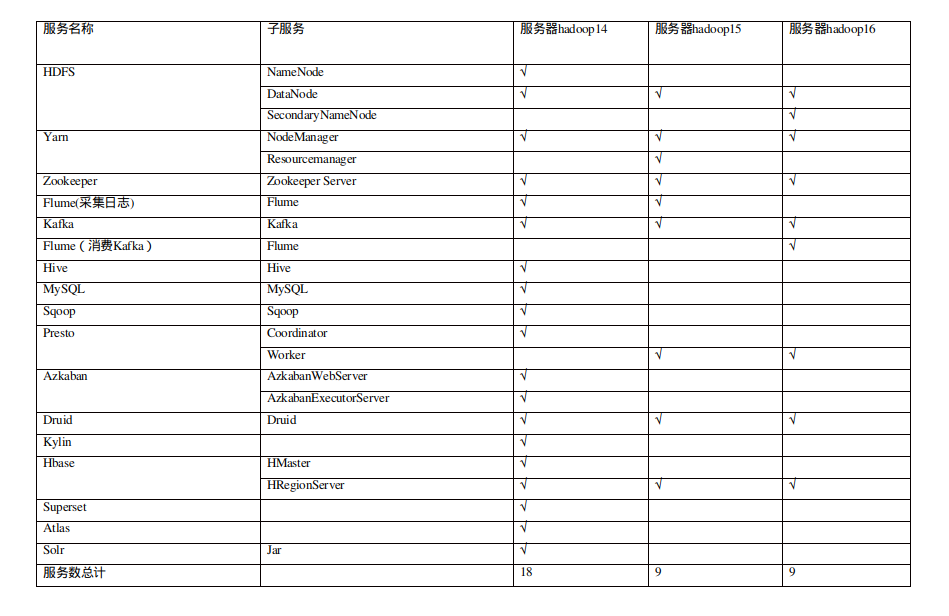 服务名称 子服务 服务器hadoop14 服务器hadoop15 服务器hadoop16
HDFS NameNode √
DataNode √ √ √
SecondaryNameNode √
Yarn NodeManager √ √ √
Resourcemanager √
Zookeeper Zookeeper Server √ √ √
Flume(采集日志) Flume √ √
Kafka Kafka √ √ √
Flume（消费Kafka） Flume √
Hive Hive √
MySQL MySQL √
Sqoop Sqoop √
Presto Coordinator √
Worker √ √
Azkaban AzkabanWebServer √
AzkabanExecutorServer √
Druid Druid √ √ √
Kylin √
Hbase HMaster √
HRegionServer √ √ √
Superset √
Atlas √
Solr Jar √
服务数总计 18 9 9